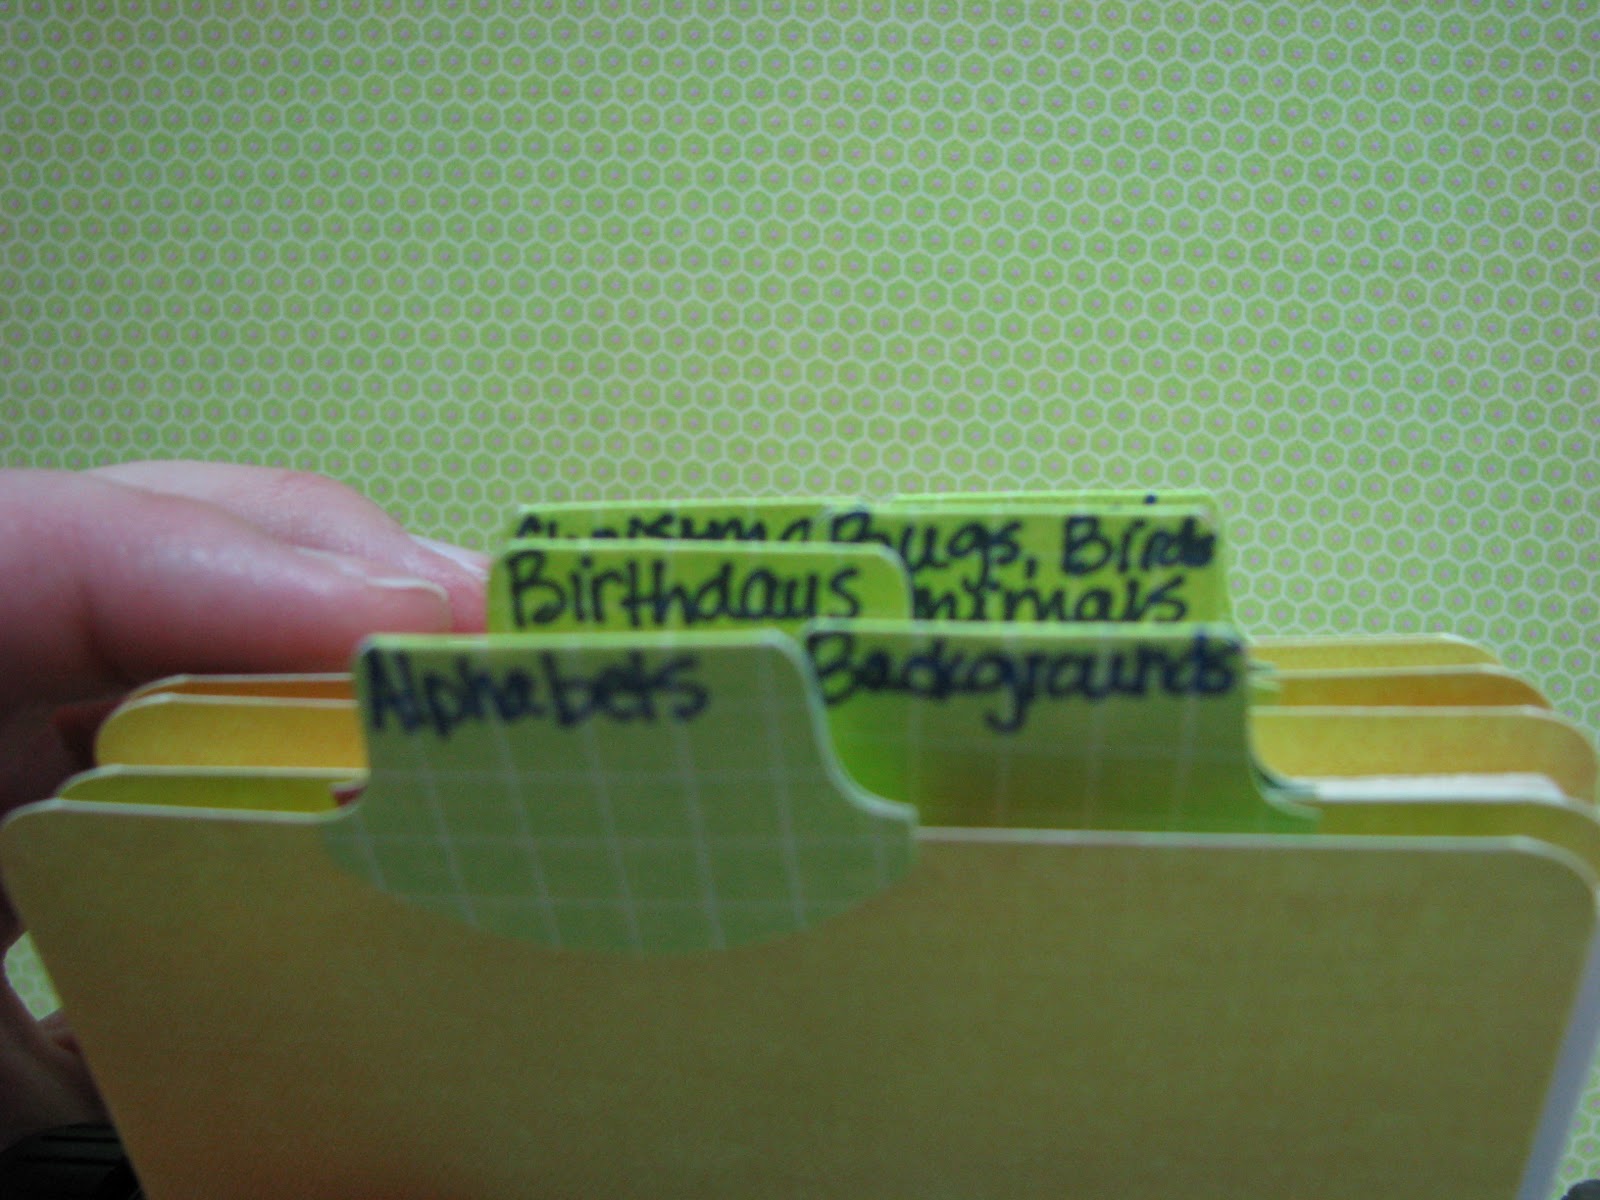 Bugs, Birds
Birthdays
Alphabets
Backgrounds